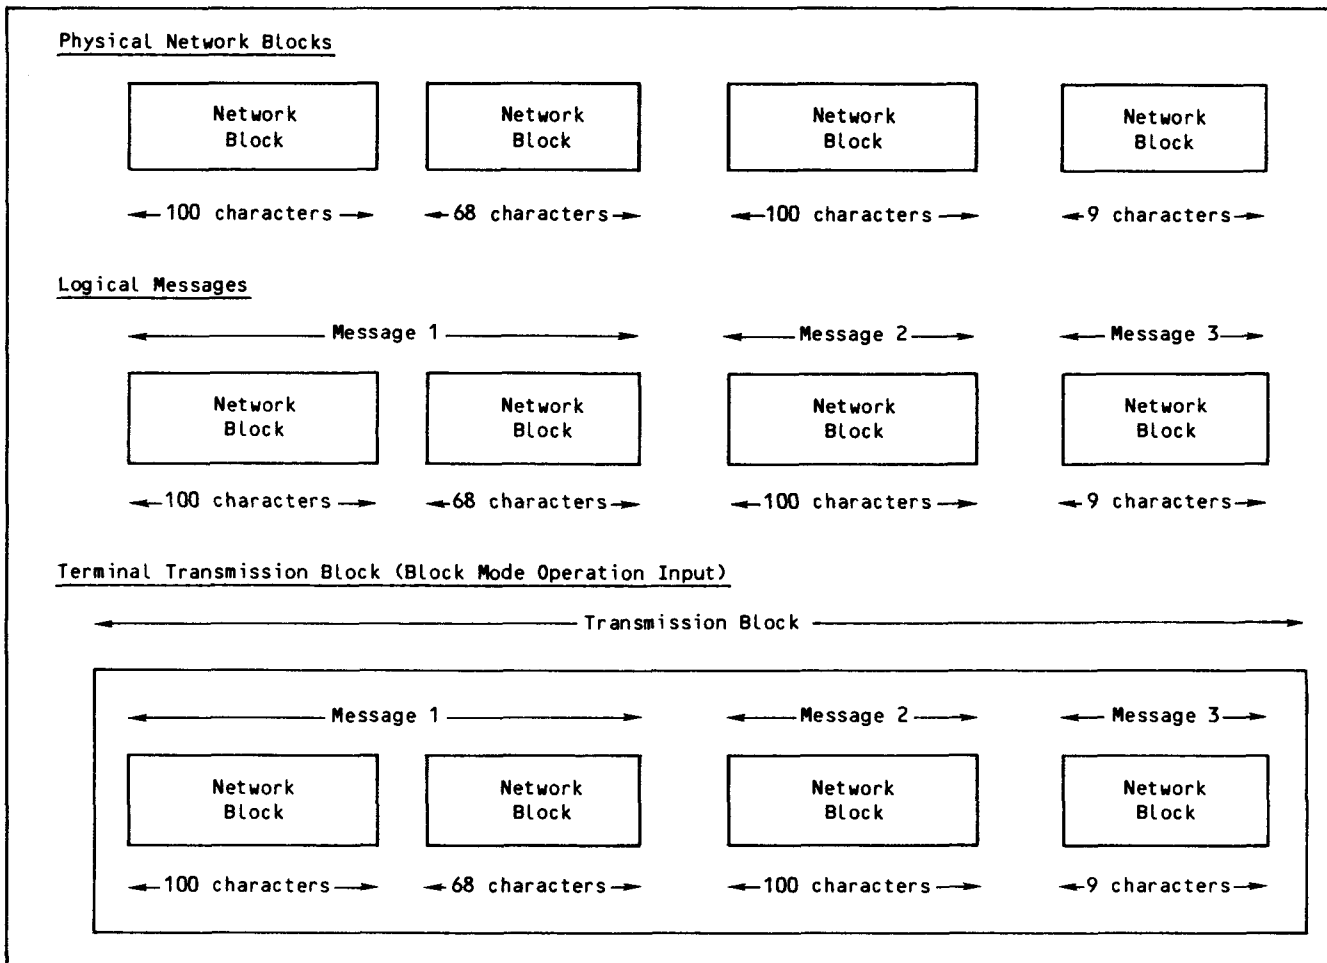 Physical Network Blocks
Network Network Network Network
Block Block Block Block
100 characters 68 characters 100 characters 9 characters
Logical Messages
Message 1 Message 2 Message 3
Network Network Network Network
Block Block Block Block
100 characters 68 characters 100 characters 9 characters
Terminal Transmission Block (Block Mode Operation Input)
Transmission Block
Message 1 Message 2 Message 3
Network Network Network Network
Block Block Block Block
100 characters 68 characters 100 characters 9 characters